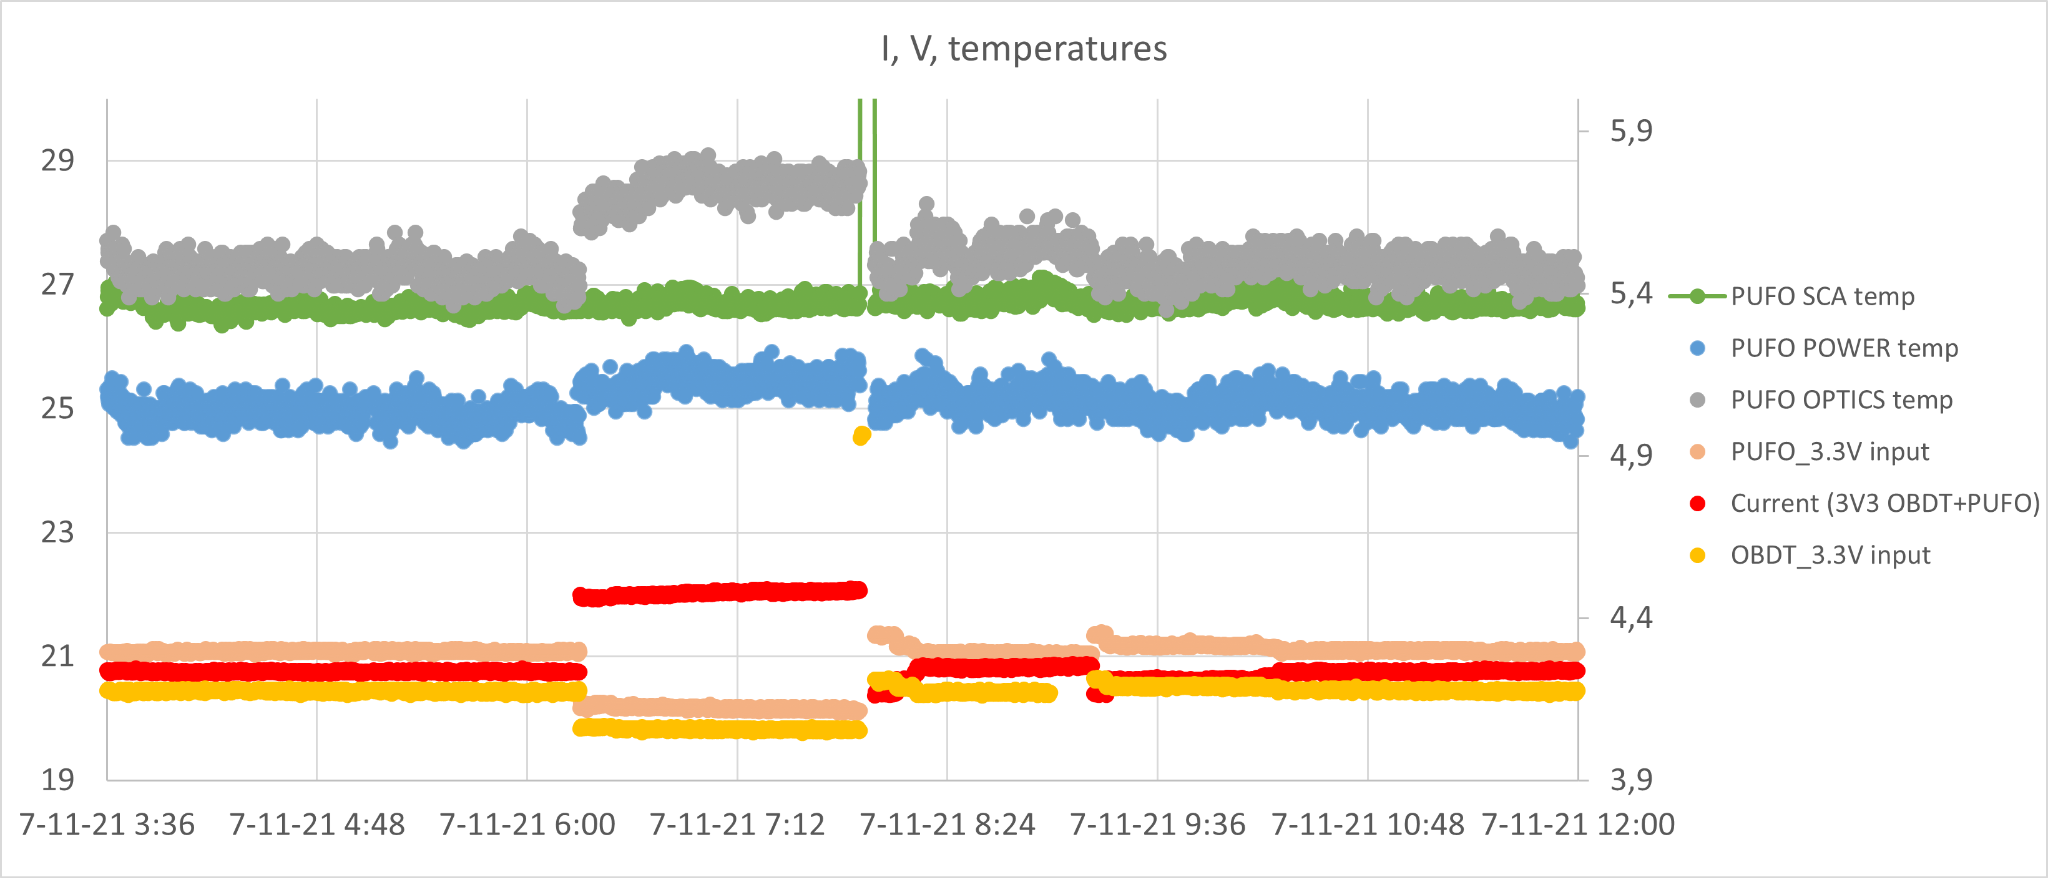 I, V, temperatures
29
27
25
23
21
19
5,9
5,4
4,9
4,4
3,9
7-11-21 3:36 7-11-21 4:48 7-11-21 6:00 7-11-21 7:12 7-11-21 8:24 7-11-21 9:36 7-11-21 10:48 7-11-21 12:00
PUFO SCA temp
PUFO POWER temp
PUFO OPTICS temp
PUFO_3.3V input
Current (3V3 OBDT+PUFO)
OBDT_3.3V input